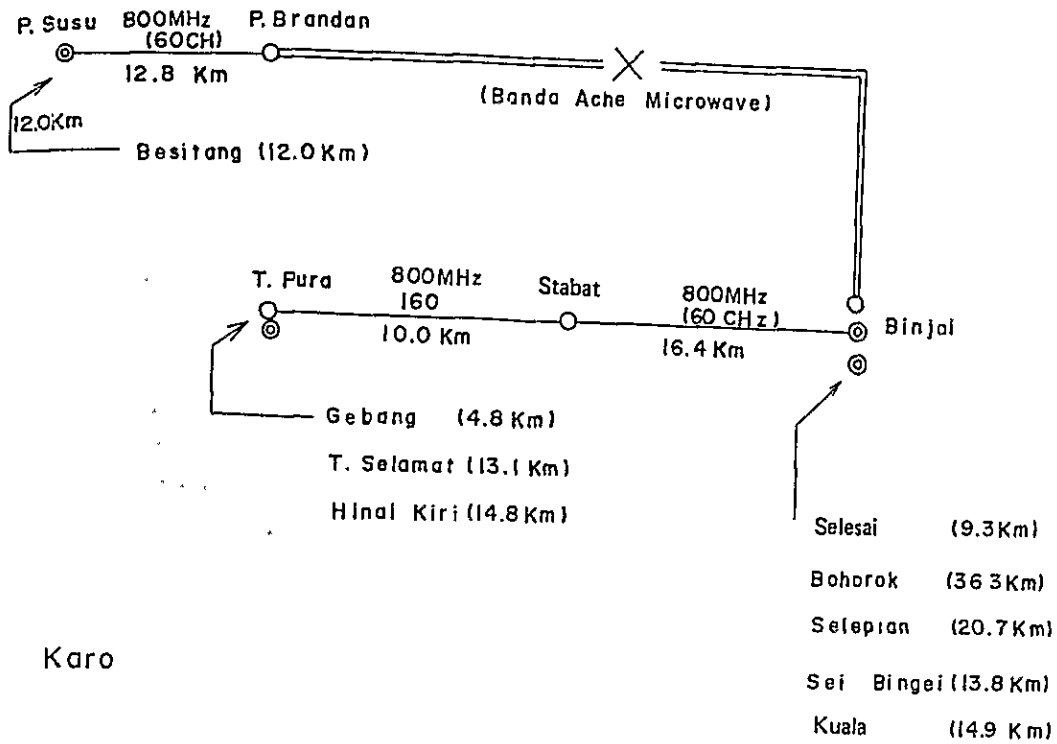 P. Susu 800MHz P. Brandan
(60CH)
12.8 Km
(Banda Ache Microwave)
12.0Km
Besitang (12.0 Km)
T. Pura 800MHz Stabat 800MHz
160 (60 CHz)
10.0 Km 16.4 Km Binjai
Gebang (4.8 Km)
T. Selamat (13.1 Km)
Hinai Kiri (14.8 Km)
Selesai (9.3 Km)
Bohorok (36 3 Km)
Selepian (20.7 Km)
Karo
Sei Bingei (13.8 Km)
Kuala (14.9 Km)